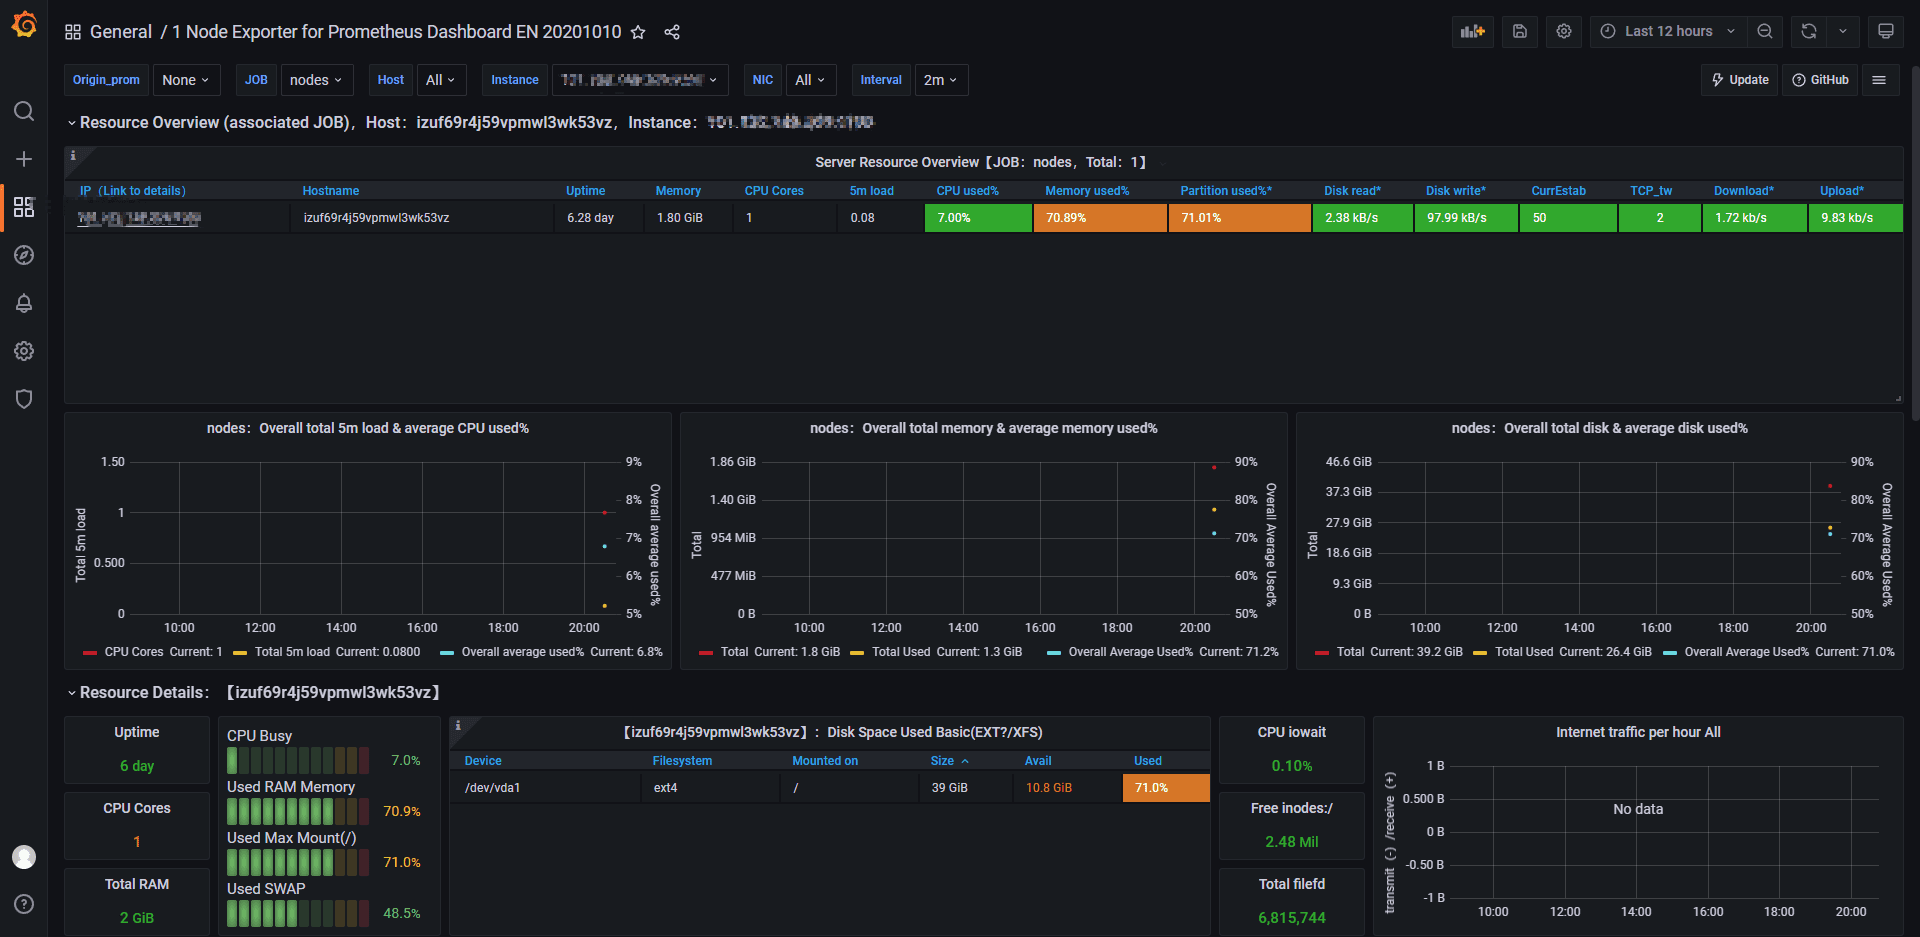 General / 1 Node Exporter for Prometheus Dashboard EN 20201010
Last 12 hours
Origin_prom None JOB nodes Host All Instance NIC All Interval 2m Update GitHub
Resource Overview (associated JOB)，Host：izuf69r4j59vpmwl3wk53vz，Instance：
Server Resource Overview【JOB：nodes，Total：1】
IP（Link to details） Hostname Uptime Memory CPU Cores 5m load CPU used% Memory used% Partition used%* Disk read* Disk write* CurrEstab TCP_tw Download* Upload*
izuf69r4j59vpmwl3wk53vz 6.28 day 1.80 GiB 1 0.08 7.00% 70.89% 71.01% 2.38 kB/s 97.99 kB/s 50 2 1.72 kb/s 9.83 kb/s
nodes：Overall total 5m load & average CPU used%
Total 5m load
1.50
1
0.500
0
9%
8%
7%
6%
5%
Overall average used%
10:00 12:00 14:00 16:00 18:00 20:00
CPU Cores Current: 1 Total 5m load Current: 0.0800 Overall average used% Current: 6.8%
nodes：Overall total memory & average memory used%
Total
1.86 GiB
1.40 GiB
954 MiB
477 MiB
0 B
90%
80%
70%
60%
50%
Overall Average Used%
10:00 12:00 14:00 16:00 18:00 20:00
Total Current: 1.8 GiB Total Used Current: 1.3 GiB Overall Average Used% Current: 71.2%
nodes：Overall total disk & average disk used%
Total
46.6 GiB
37.3 GiB
27.9 GiB
18.6 GiB
9.3 GiB
0 B
90%
80%
70%
60%
50%
Overall Average Used%
10:00 12:00 14:00 16:00 18:00 20:00
Total Current: 39.2 GiB Total Used Current: 26.4 GiB Overall Average Used% Current: 71.0%
Resource Details：【izuf69r4j59vpmwl3wk53vz】
Uptime
6 day
CPU Cores
1
Total RAM
2 GiB
CPU Busy
7.0%
Used RAM Memory
70.9%
Used Max Mount(/)
71.0%
Used SWAP
48.5%
【izuf69r4j59vpmwl3wk53vz】：Disk Space Used Basic(EXT?/XFS)
Device Filesystem Mounted on Size Avail Used
/dev/vda1 ext4 / 39 GiB 10.8 GiB 71.0%
CPU iowait
0.10%
Free inodes:/
2.48 Mil
Total filefd
6,815,744
Internet traffic per hour All
transmit（-）/receive（+）
1 B
0.500 B
0 B
-0.50 B
-1 B
No data
10:00 12:00 14:00 16:00 18:00 20:00